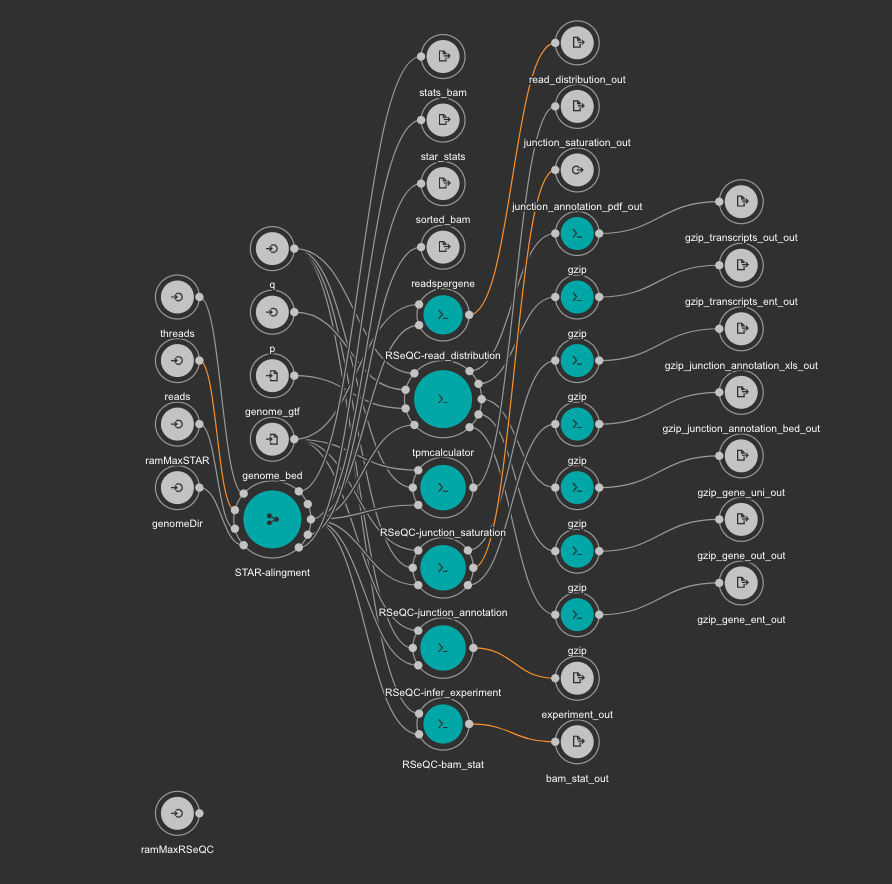 stats_bam
read_distribution_out
star_stats
junction_saturation_out
sorted_bam
junction_annotation_pdf_out
gzip_transcripts_out_out
q
readspergene
gzip
gzip_transcripts_ent_out
threads
p
RSeQC-read_distribution
gzip
gzip_junction_annotation_xls_out
reads
genome_gtf
gzip
gzip_junction_annotation_bed_out
ramMaxSTAR
genome_bed
tpmcalculator
gzip
gzip_gene_uni_out
genomeDir
RSeQC-junction_saturation
gzip
gzip_gene_out_out
STAR-alingment
gzip
RSeQC-junction_annotation
gzip_gene_ent_out
gzip
RSeQC-infer_experiment
experiment_out
RSeQC-bam_stat
bam_stat_out
ramMaxRSeQC